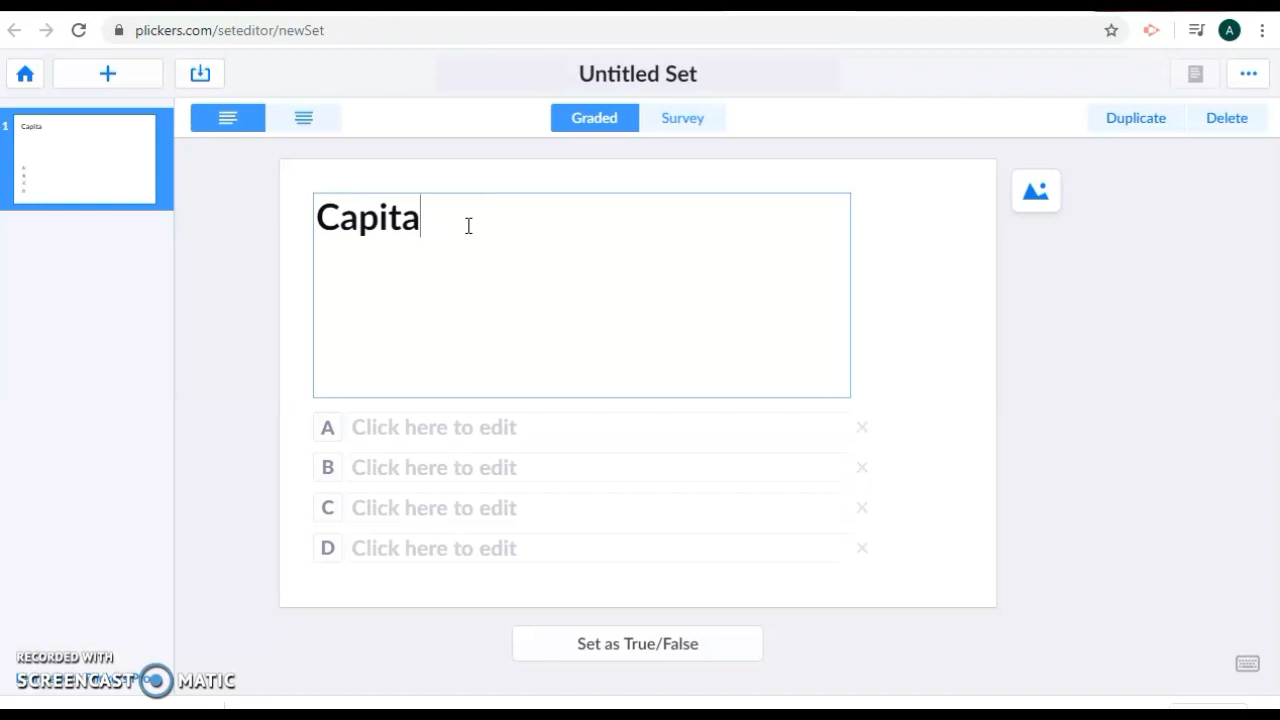 plickers.com/seteditor/newSet
A
Untitled Set
Graded
Survey
Duplicate
Delete
1
Capita
Capita
A
Click here to edit
B
Click here to edit
C
Click here to edit
D
Click here to edit
Set as True/False
RECORDED WITH
SCREENCAST MATIC